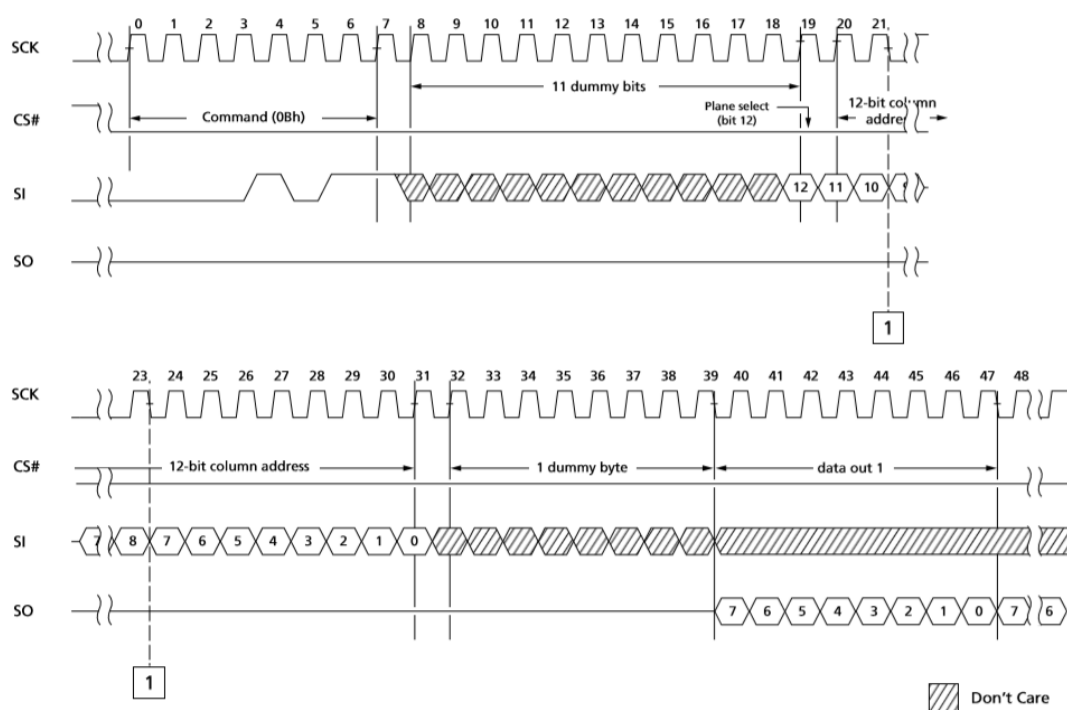 0 1 2 3 4 5 6 7 8 9 10 11 12 13 14 15 16 17 18 19 20 21
SCK
11 dummy bits
Plane select
(bit 12)
12-bit column
address
CS#
Command (0Bh)
SI
12 11 10
SO
1
23 24 25 26 27 28 29 30 31 32 33 34 35 36 37 38 39 40 41 42 43 44 45 46 47 48
SCK
CS#
12-bit column address
1 dummy byte
data out 1
SI
7 8 7 6 5 4 3 2 1 0
SO
7 6 5 4 3 2 1 0 7 6
1
Don't Care